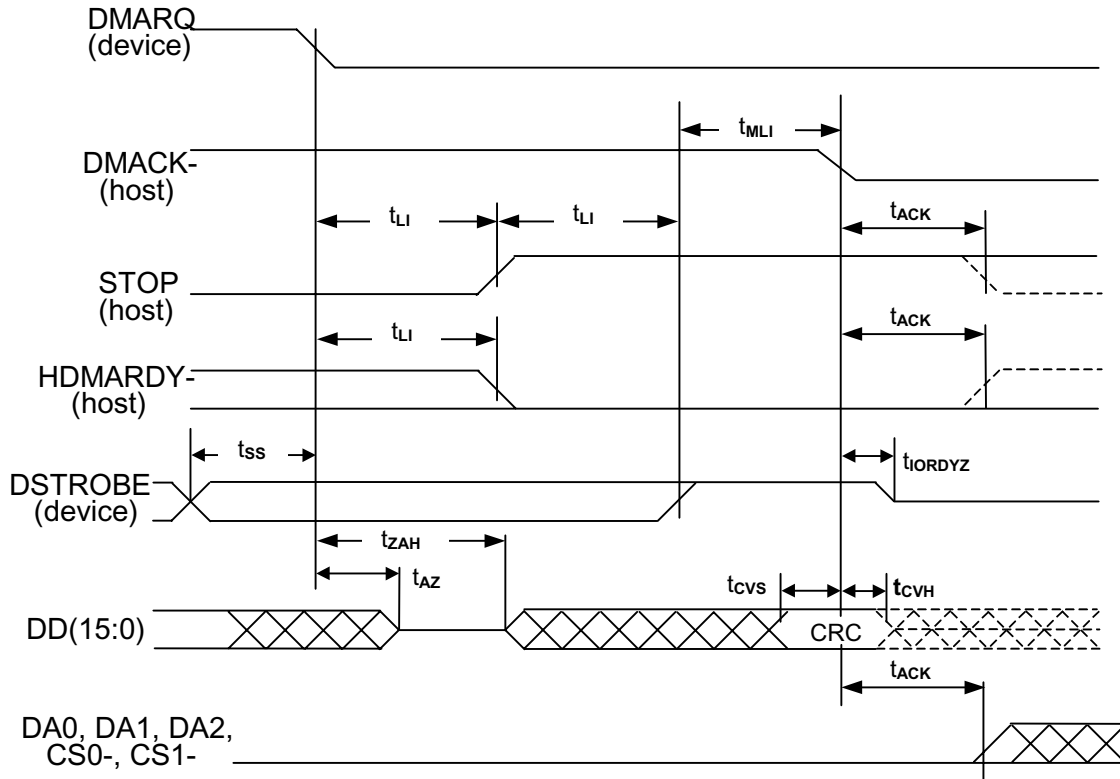 DMARQ
(device)
tMLI
DMACK-
(host)
tLI
tLI
tACK
STOP
(host)
tLI
tACK
HDMARDY-
(host)
tss
tIORDYZ
DSTROBE
(device)
tZAH
tAZ
tCVS
tCVH
DD(15:0)
CRC
tACK
DA0, DA1, DA2,
CS0-, CS1-